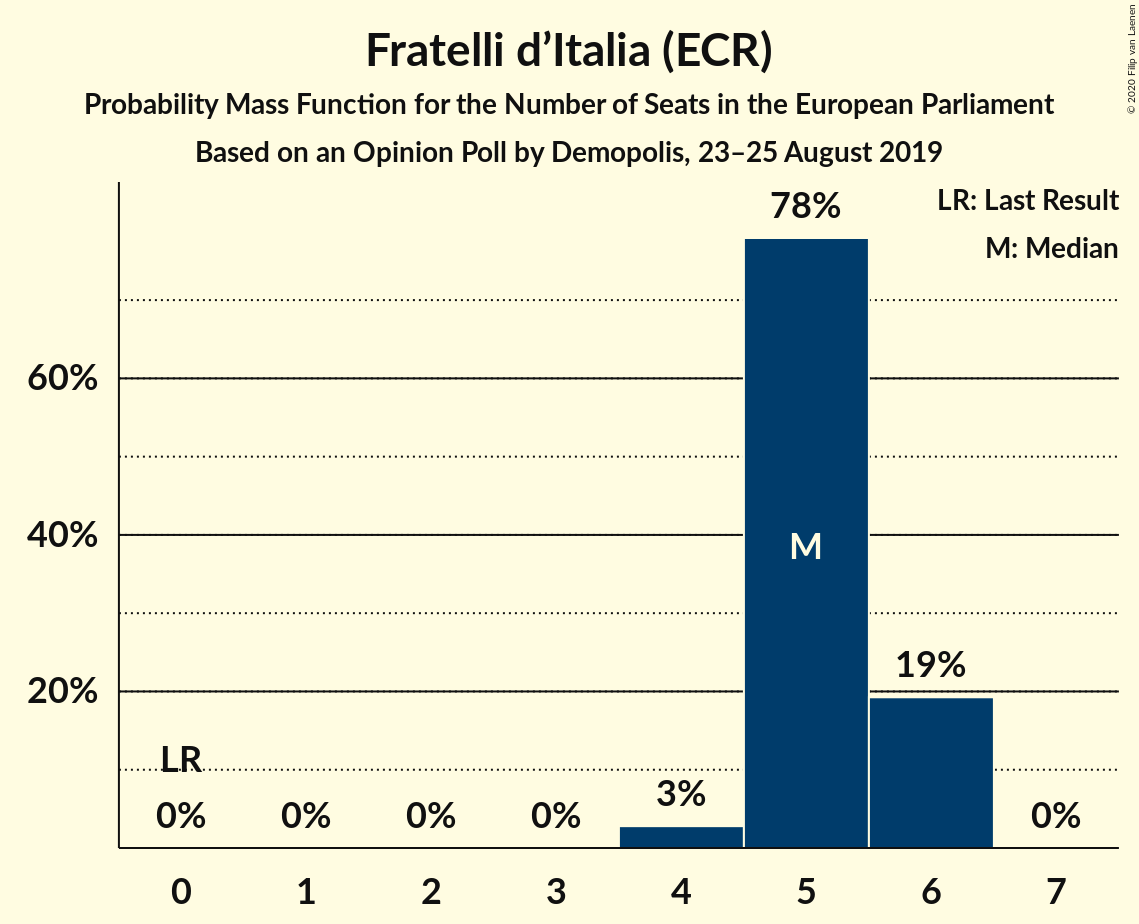 Fratelli d’Italia (ECR)
Probability Mass Function for the Number of Seats in the European Parliament
Based on an Opinion Poll by Demopolis, 23–25 August 2019
© 2020 Filip van Laenen
LR: Last Result
M: Median
78%
60%
40%
M
19%
20%
LR
3%
0% 0% 0% 0% 0%
0 1 2 3 4 5 6 7